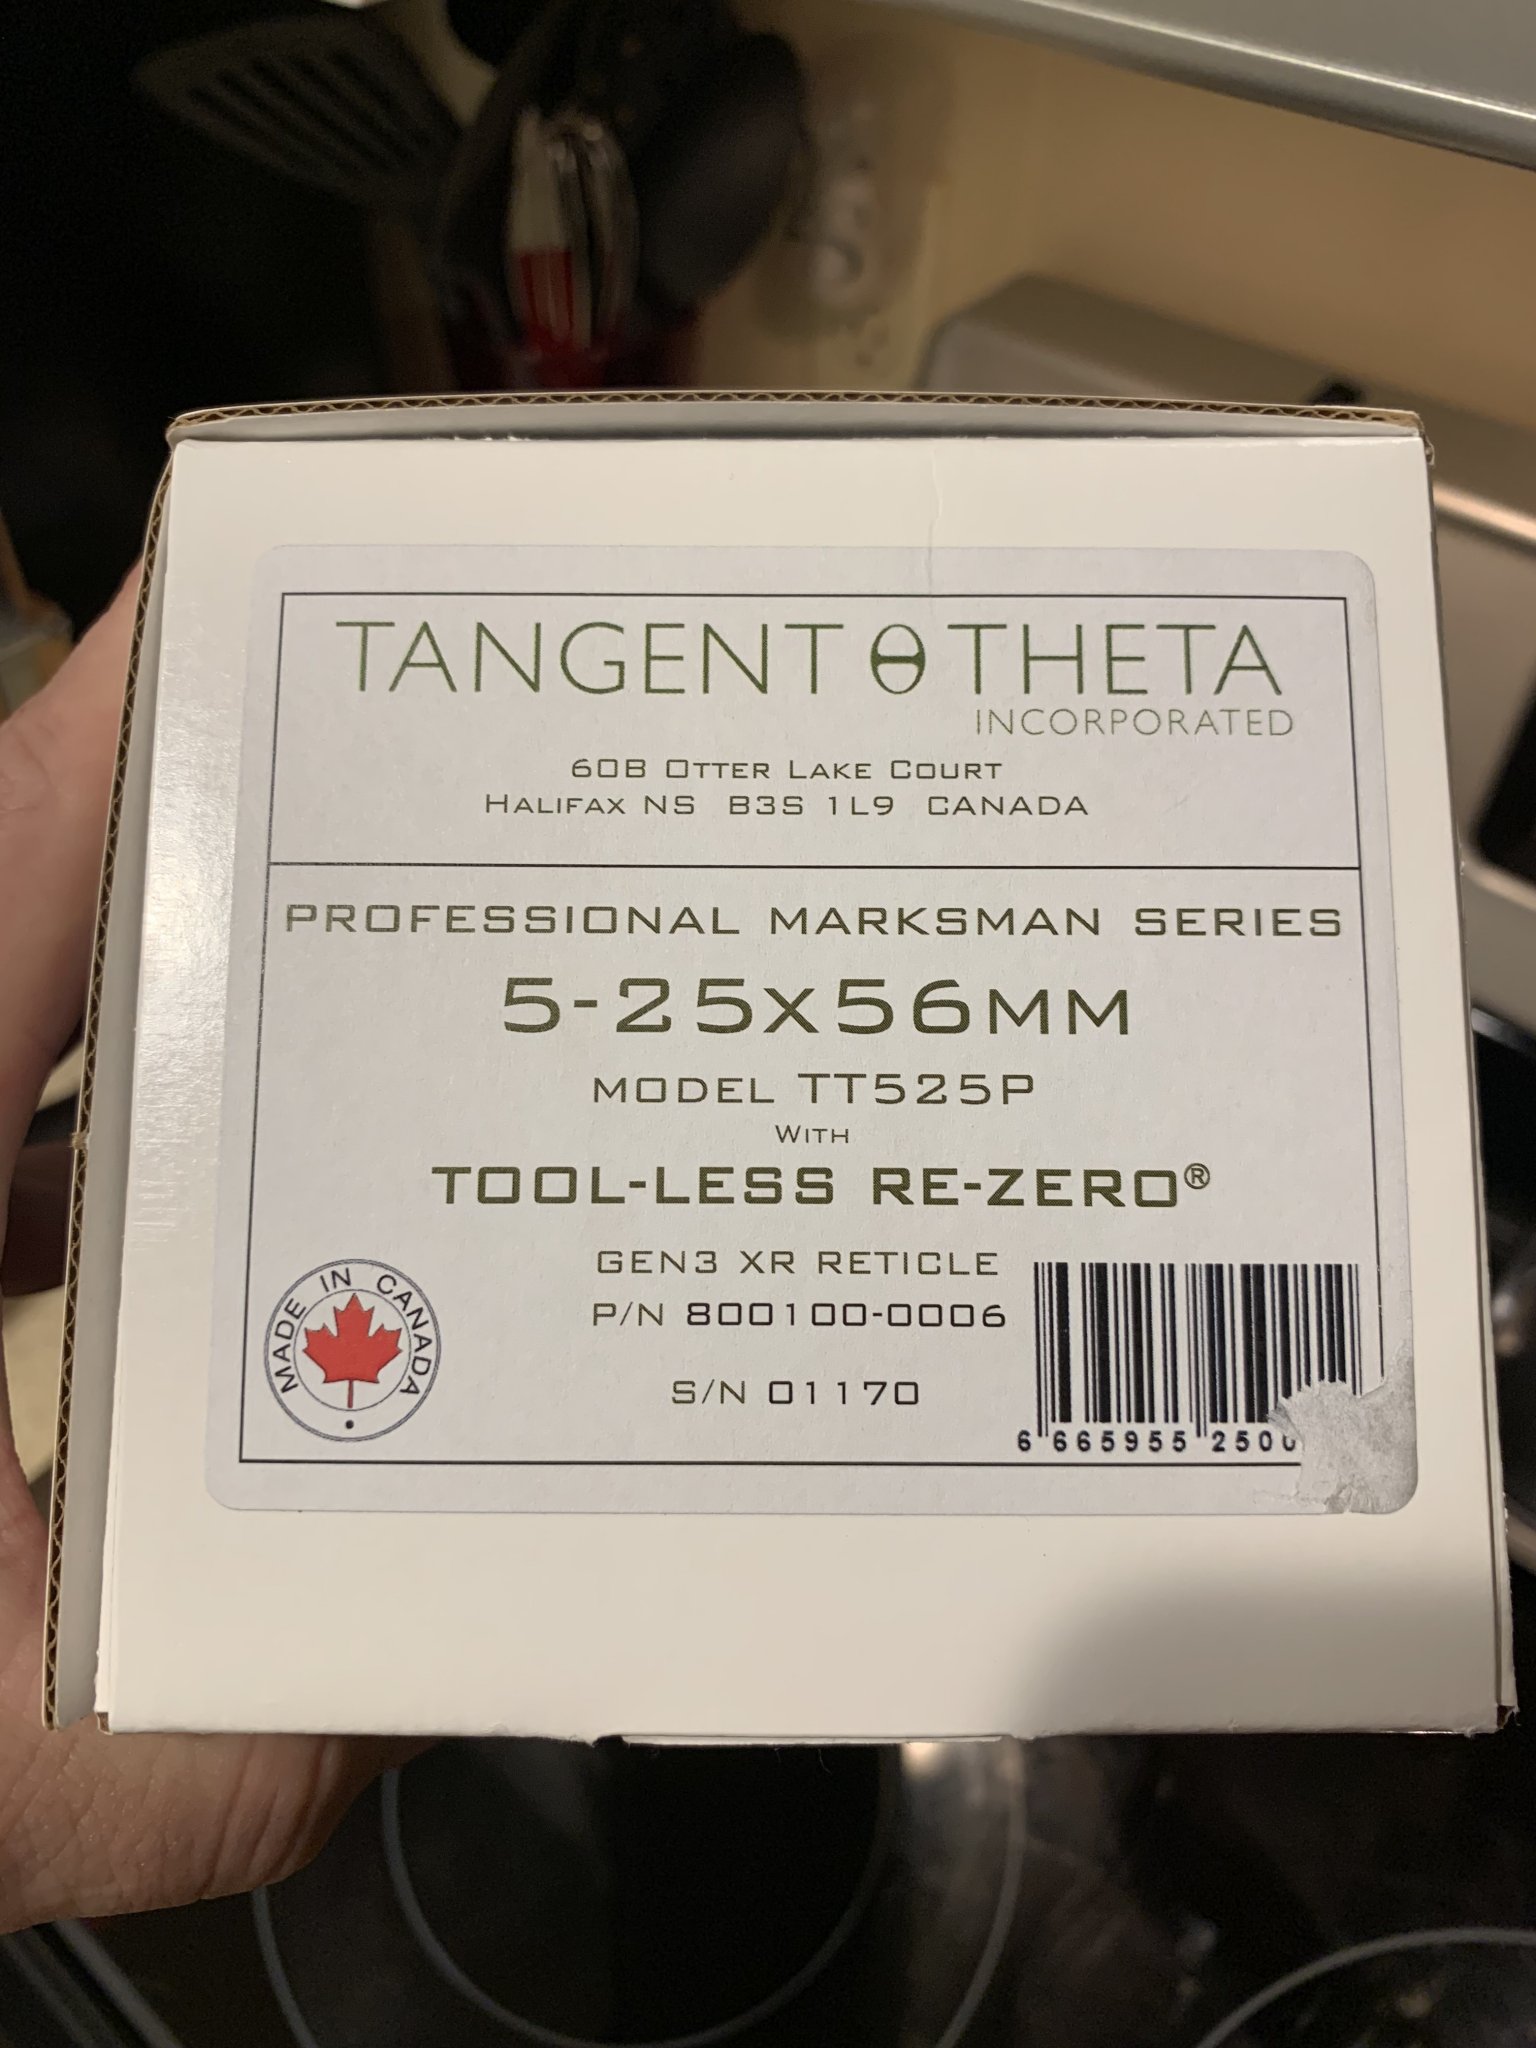 TANGENT θ THETA
INCORPORATED
60B OTTER LAKE COURT
HALIFAX NS B3S 1L9 CANADA
PROFESSIONAL MARKSMAN SERIES
5-25x56MM
MODEL TT525P
WITH
TOOL-LESS RE-ZERO®
GEN3 XR RETICLE
P/N 800100-0006
S/N 01170
MADE IN CANADA
6 665955 250